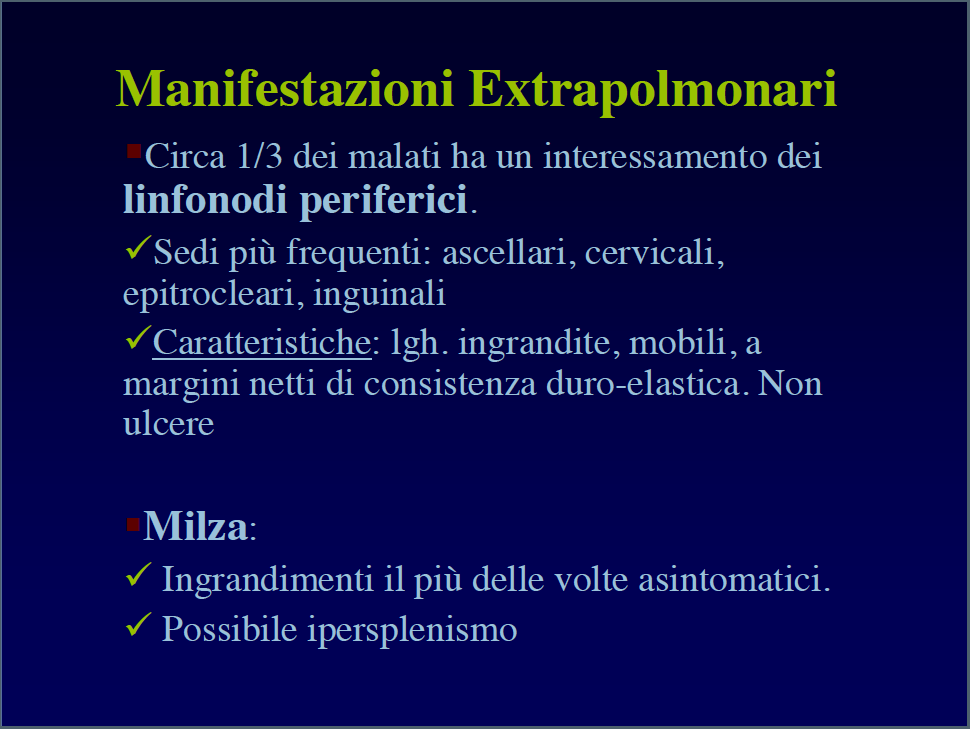 Manifestazioni Extrapolmonari
▪Circa 1/3 dei malati ha un interessamento dei
linfonodi periferici.
✓Sedi più frequenti: ascellari, cervicali,
epitrocleari, inguinali
✓Caratteristiche: lgh. ingrandite, mobili, a
margini netti di consistenza duro-elastica. Non
ulcere
▪Milza:
✓ Ingrandimenti il più delle volte asintomatici.
✓ Possibile ipersplenismo